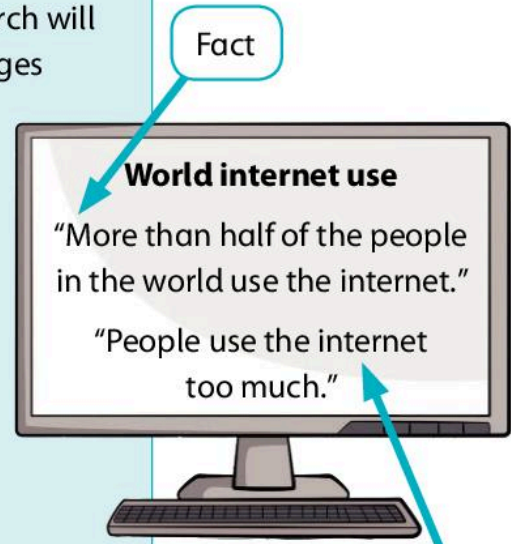 rch will
ges
Fact
World internet use
“More than half of the people
in the world use the internet.”
“People use the internet
too much.”